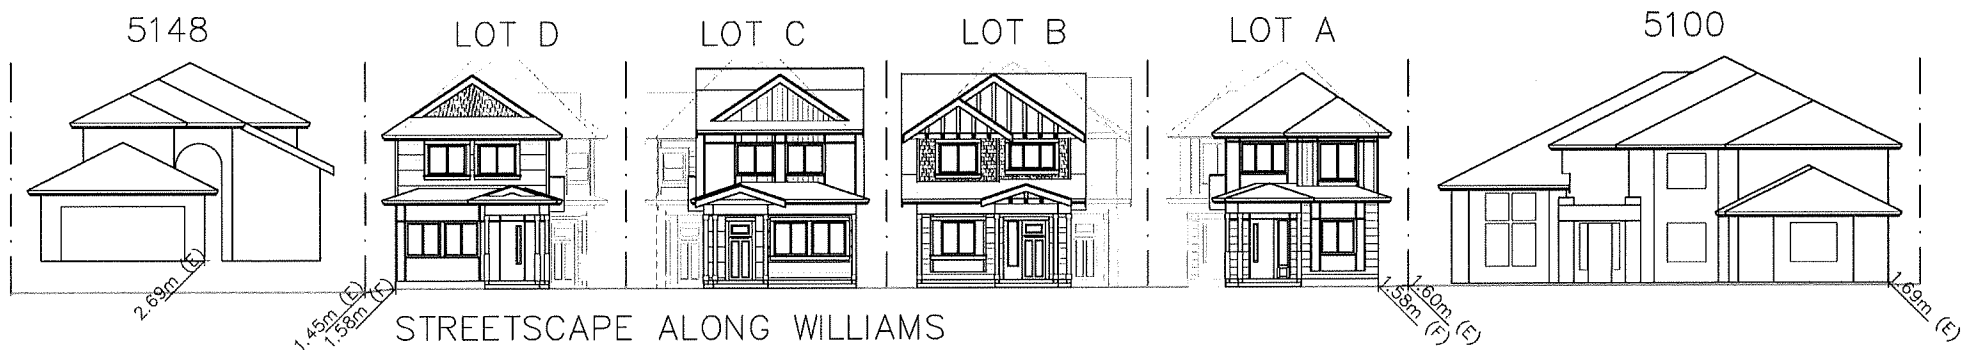 5148
LOT D
LOT C
LOT B
LOT A
5100
2.69m (E)
1.45m (E)
1.58m (F)
1.58m (F)
1.60m (E)
1.69m (E)
STREETSCAPE ALONG WILLIAMS